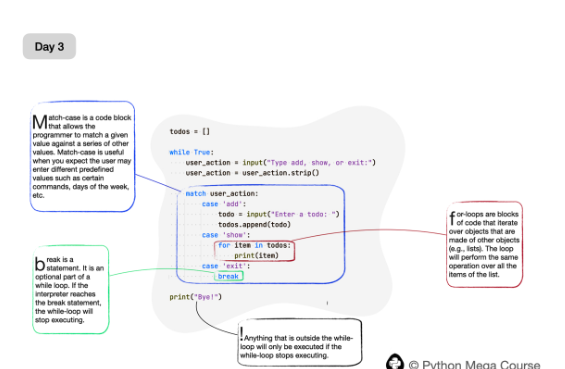 Day 3
Match-case is a code block
that allows the
programmer to match a given
value against a series of other
values. Match-case is useful
when you expect the user may
enter different predefined
values such as certain
commands, days of the week,
etc.
break is a
statement. It is an
optional part of a
while loop. If the
interpreter reaches
the break statement,
the while-loop will
stop executing.
todos = []
while True:
    user_action = input("Type add, show, or exit:")
    user_action = user_action.strip()
    match user_action:
        case 'add':
            todo = input("Enter a todo: ")
            todos.append(todo)
        case 'show':
            for item in todos:
                print(item)
        case 'exit':
            break
print("Bye!")
for-loops are blocks
of code that iterate
over objects that are
made of other objects
(e.g., lists). The loop
will perform the same
operation over all the
items of the list.
! Anything that is outside the while-
loop will only be executed if the
while-loop stops executing.
© Python Mega Course